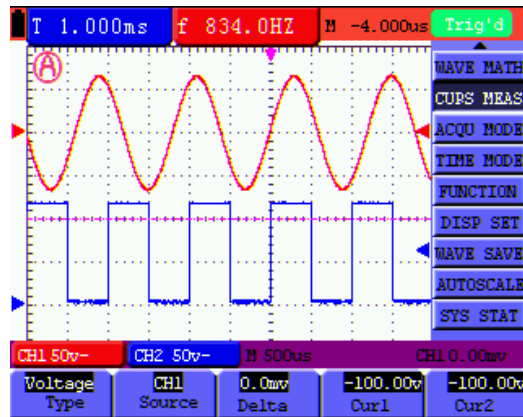 T 1.000ms f 834.0HZ M -4.000us Trig'd
A
WAVE MATH
CUPS MEAS
ACQU MODE
TIME MODE
FUNCTION
DISP SET
WAVE SAVE
AUTOSCALE
SYS STAT
CH1 50v~ CH2 50v~ M 500us CH1 0.00mv
Voltage CH1 0.0mv -100.00v -100.00v
Type Source Delta Cur1 Cur2